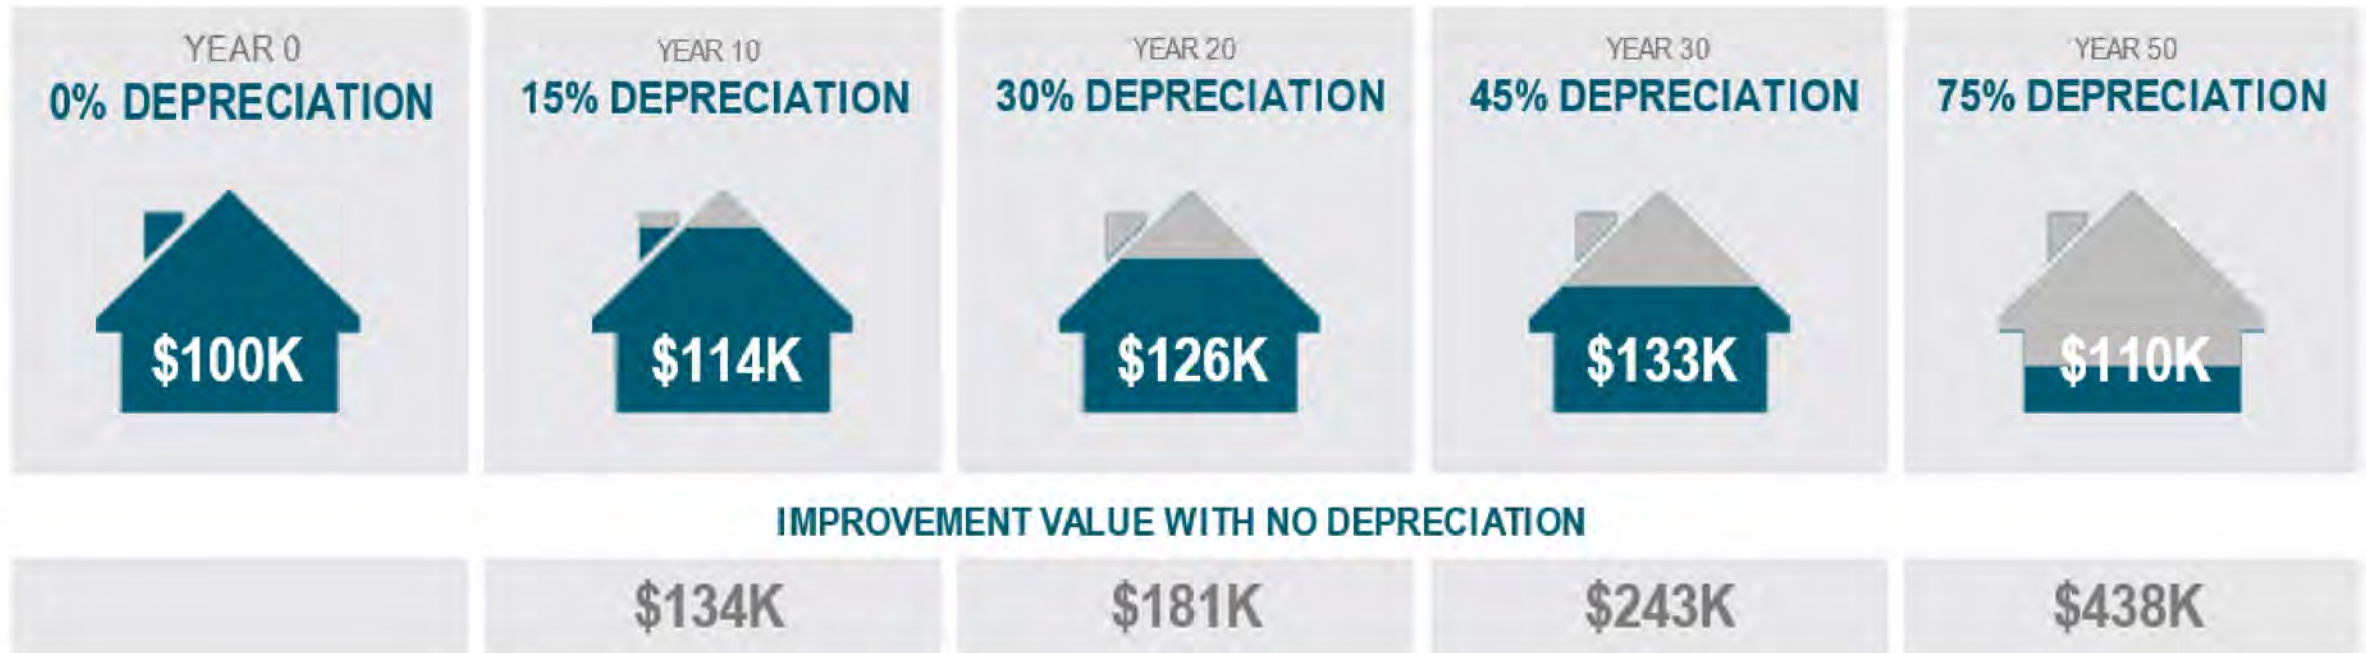 YEAR 0
0% DEPRECIATION
$100K
YEAR 10
15% DEPRECIATION
$114K
YEAR 20
30% DEPRECIATION
$126K
YEAR 30
45% DEPRECIATION
$133K
YEAR 50
75% DEPRECIATION
$110K
IMPROVEMENT VALUE WITH NO DEPRECIATION
$134K
$181K
$243K
$438K